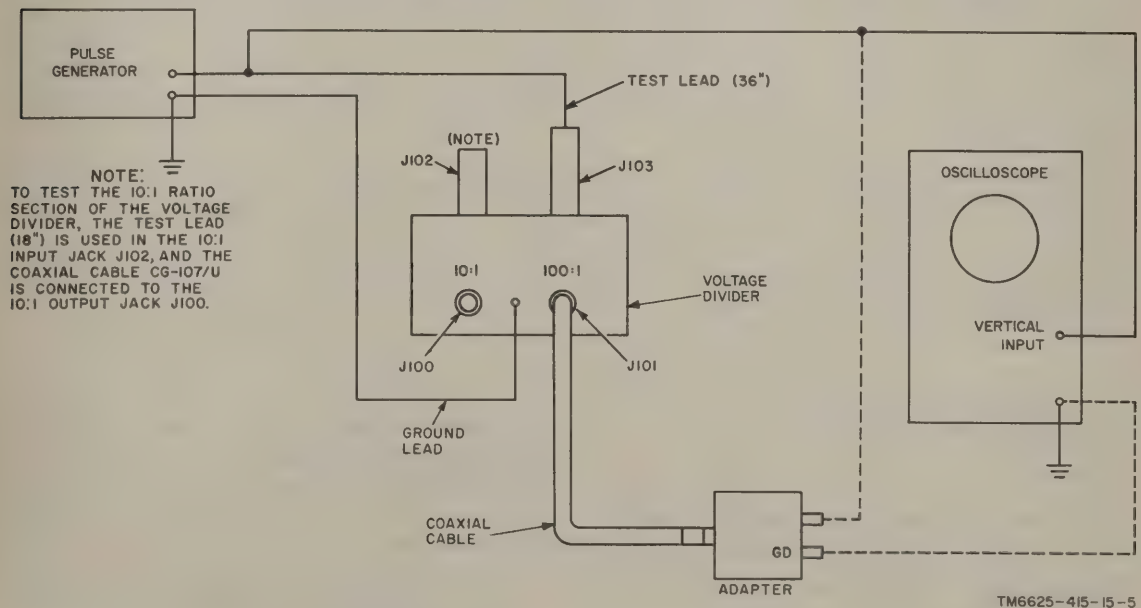 PULSE
GENERATOR
TEST LEAD (36")
(NOTE)
J102
J103
NOTE:
TO TEST THE 10:1 RATIO
SECTION OF THE VOLTAGE
DIVIDER, THE TEST LEAD
(18") IS USED IN THE 10:1
INPUT JACK J102, AND THE
COAXIAL CABLE CG-107/U
IS CONNECTED TO THE
10:1 OUTPUT JACK J100.
OSCILLOSCOPE
10:1
100:1
VOLTAGE
DIVIDER
VERTICAL
INPUT
J100
J101
GROUND
LEAD
COAXIAL
CABLE
GD
ADAPTER
TM6625-415-15-5